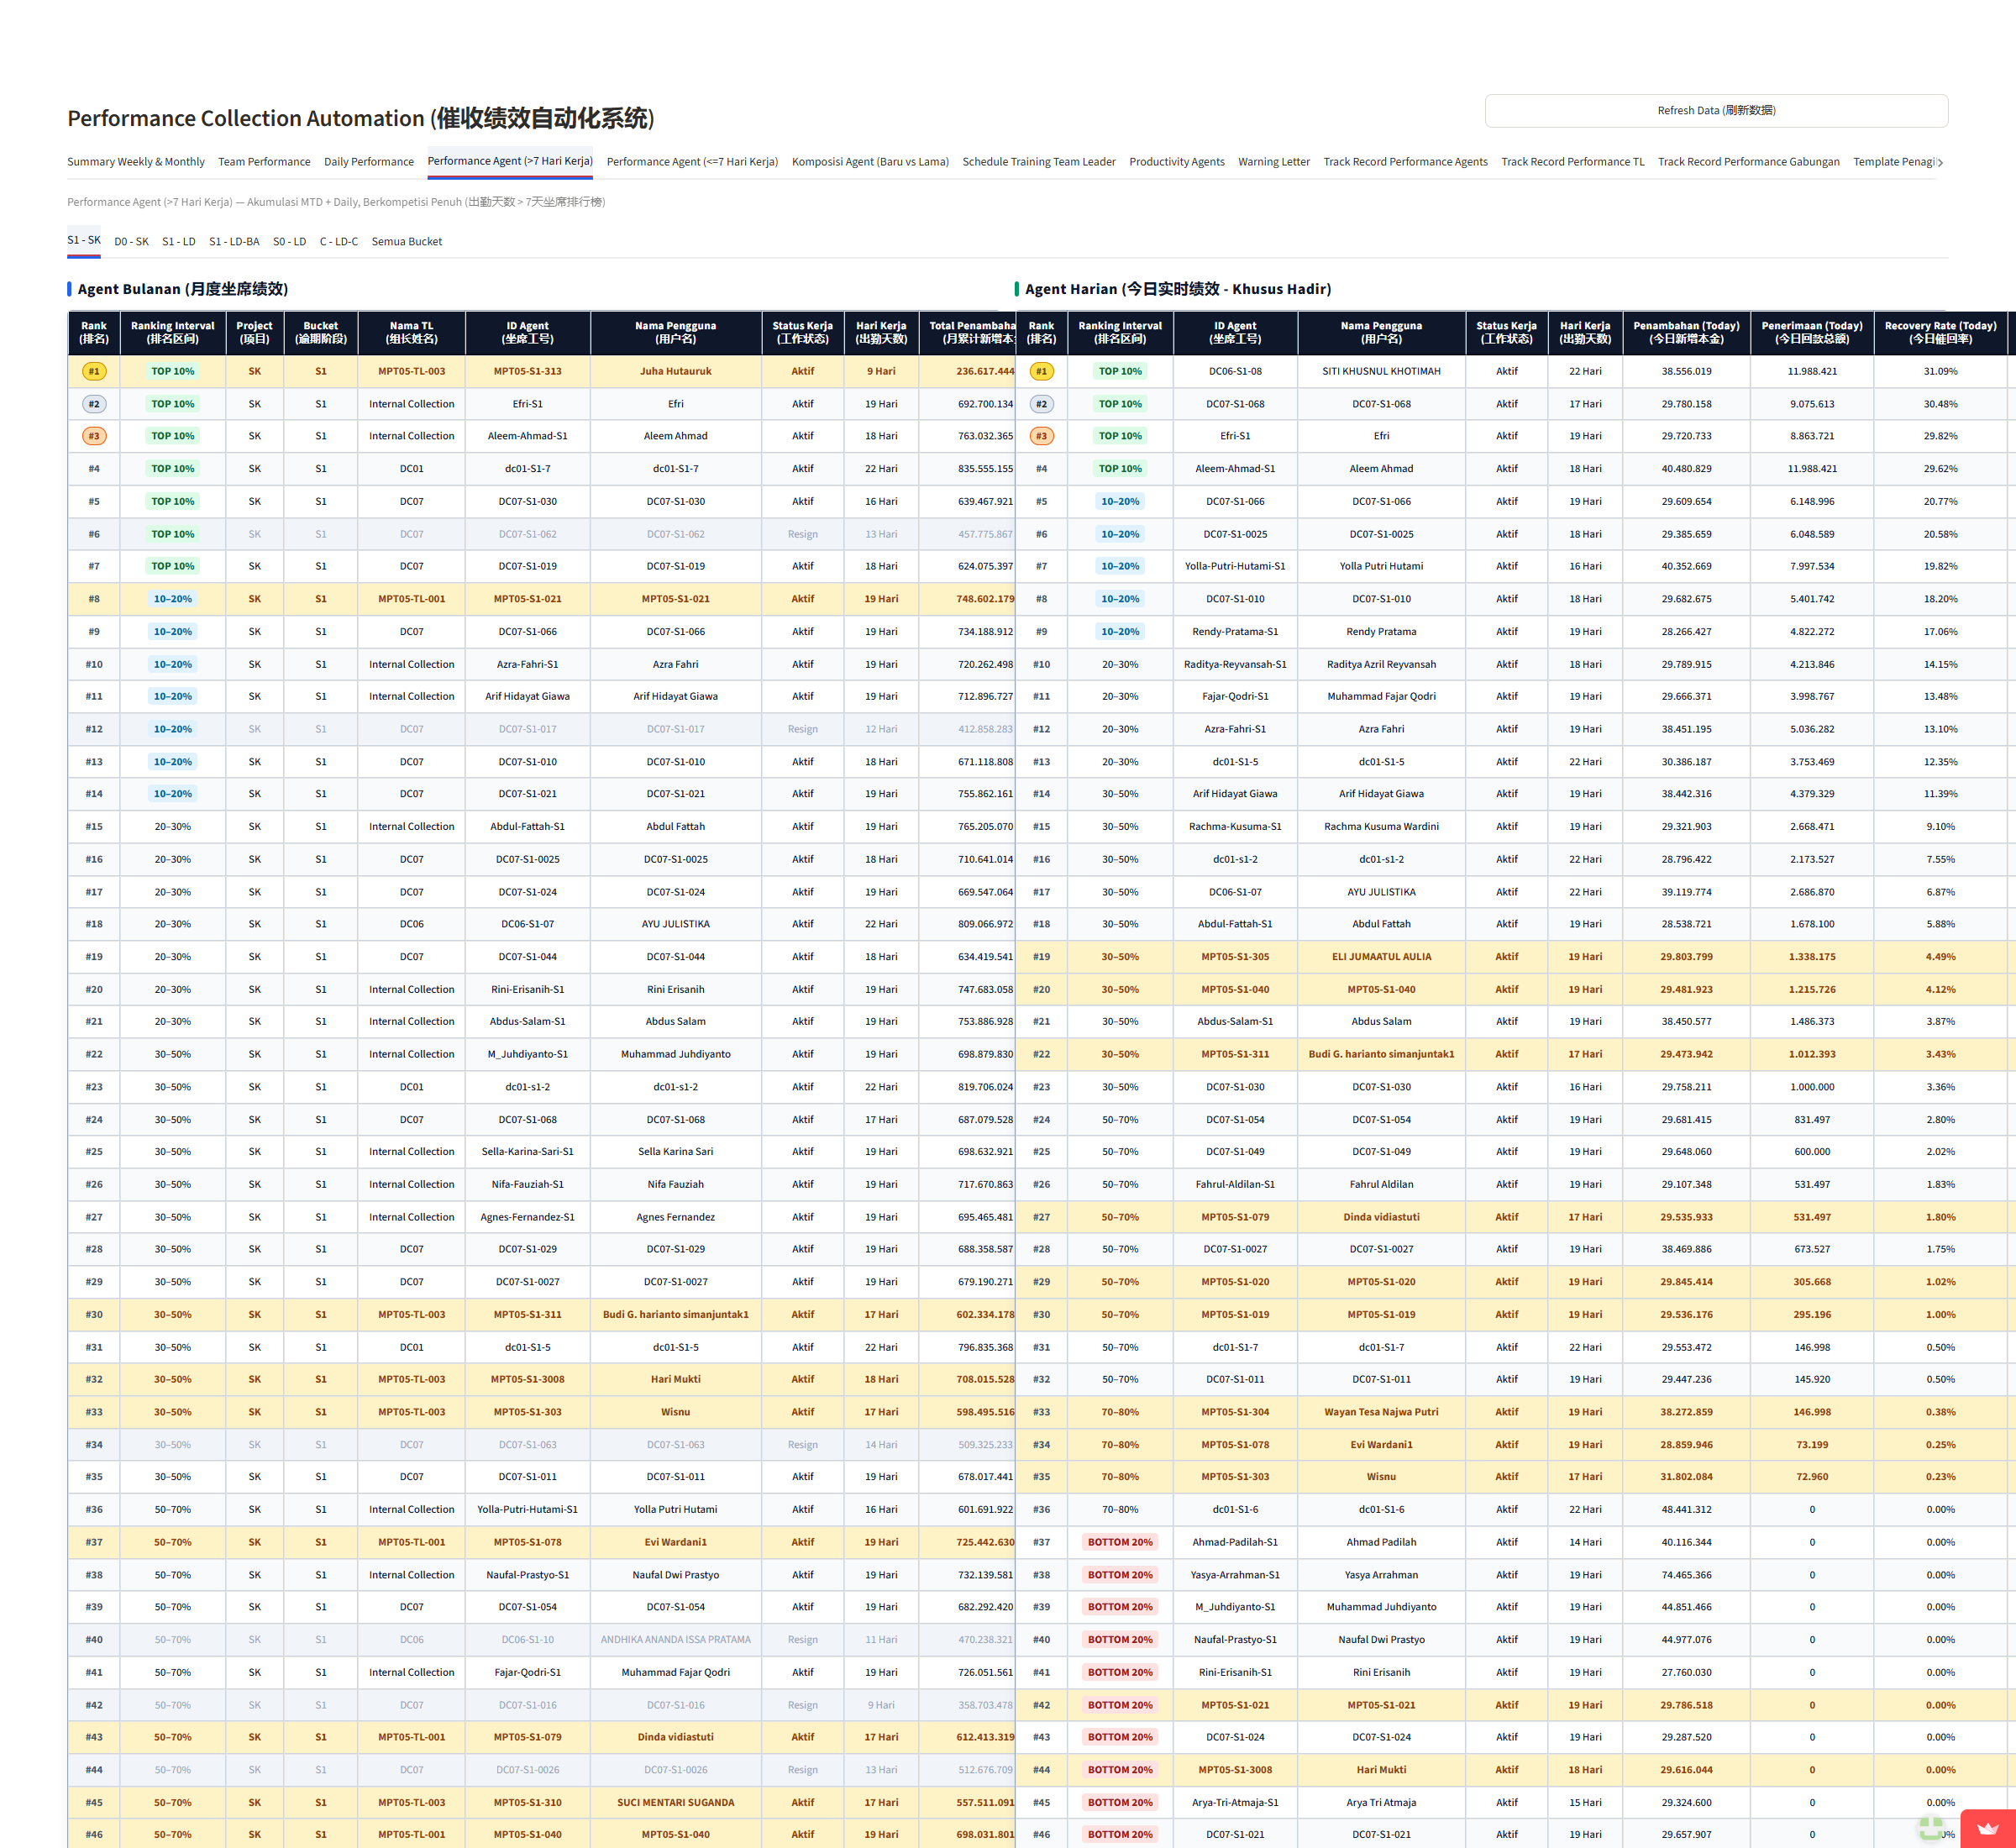 Performance Collection Automation (催收绩效自动化系统)
Refresh Data (刷新数据)
Summary Weekly & Monthly Team Performance Daily Performance Performance Agent (>7 Hari Kerja) Performance Agent (<=7 Hari Kerja) Komposisi Agent (Baru vs Lama) Schedule Training Team Leader Productivity Agents Warning Letter Track Record Performance Agents Track Record Performance TL Track Record Performance Gabungan Template Penagi
Performance Agent (>7 Hari Kerja) — Akumulasi MTD + Daily, Berkompetisi Penuh (出勤天数 > 7天坐席排行榜)
S1 - SK D0 - SK S1 - LD S1 - LD-BA S0 - LD C - LD-C Semua Bucket
Agent Bulanan (月度坐席绩效)
Rank Ranking Interval Project Bucket Nama TL ID Agent Nama Pengguna Status Kerja Hari Kerja Total Penambaha
(排名) (排名区间) (项目) (逾期阶段) (组长姓名) (坐席工号) (用户名) (工作状态) (出勤天数) (月累计新增本
#1 TOP 10% SK S1 MPT05-TL-003 MPT05-S1-313 Juha Hutauruk Aktif 9 Hari 236.617.444
#2 TOP 10% SK S1 Internal Collection Efri-S1 Efri Aktif 19 Hari 692.700.134
#3 TOP 10% SK S1 Internal Collection Aleem-Ahmad-S1 Aleem Ahmad Aktif 18 Hari 763.032.365
#4 TOP 10% SK S1 DC01 dc01-S1-7 dc01-S1-7 Aktif 22 Hari 835.555.155
#5 TOP 10% SK S1 DC07 DC07-S1-030 DC07-S1-030 Aktif 16 Hari 639.467.921
#6 TOP 10% SK S1 DC07 DC07-S1-062 DC07-S1-062 Resign 13 Hari 457.775.867
#7 TOP 10% SK S1 DC07 DC07-S1-019 DC07-S1-019 Aktif 18 Hari 624.075.397
#8 10–20% SK S1 MPT05-TL-001 MPT05-S1-021 MPT05-S1-021 Aktif 19 Hari 748.602.179
#9 10–20% SK S1 DC07 DC07-S1-066 DC07-S1-066 Aktif 19 Hari 734.188.912
#10 10–20% SK S1 Internal Collection Azra-Fahri-S1 Azra Fahri Aktif 19 Hari 720.262.498
#11 10–20% SK S1 Internal Collection Arif Hidayat Giawa Arif Hidayat Giawa Aktif 19 Hari 712.896.727
#12 10–20% SK S1 DC07 DC07-S1-017 DC07-S1-017 Resign 12 Hari 412.858.283
#13 10–20% SK S1 DC07 DC07-S1-010 DC07-S1-010 Aktif 18 Hari 671.118.808
#14 10–20% SK S1 DC07 DC07-S1-021 DC07-S1-021 Aktif 19 Hari 755.862.161
#15 20–30% SK S1 Internal Collection Abdul-Fattah-S1 Abdul Fattah Aktif 19 Hari 765.205.070
#16 20–30% SK S1 DC07 DC07-S1-0025 DC07-S1-0025 Aktif 18 Hari 710.641.014
#17 20–30% SK S1 DC07 DC07-S1-024 DC07-S1-024 Aktif 19 Hari 669.547.064
#18 20–30% SK S1 DC06 DC06-S1-07 AYU JULISTIKA Aktif 22 Hari 809.066.972
#19 20–30% SK S1 DC07 DC07-S1-044 DC07-S1-044 Aktif 18 Hari 634.419.541
#20 20–30% SK S1 Internal Collection Rini-Erisanih-S1 Rini Erisanih Aktif 19 Hari 747.683.058
#21 20–30% SK S1 Internal Collection Abdus-Salam-S1 Abdus Salam Aktif 19 Hari 753.886.928
#22 30–50% SK S1 Internal Collection M_Juhdiyanto-S1 Muhammad Juhdiyanto Aktif 19 Hari 698.879.830
#23 30–50% SK S1 DC01 dc01-s1-2 dc01-s1-2 Aktif 22 Hari 819.706.024
#24 30–50% SK S1 DC07 DC07-S1-068 DC07-S1-068 Aktif 17 Hari 687.079.528
#25 30–50% SK S1 Internal Collection Sella-Karina-Sari-S1 Sella Karina Sari Aktif 19 Hari 698.632.921
#26 30–50% SK S1 Internal Collection Nifa-Fauziah-S1 Nifa Fauziah Aktif 19 Hari 717.670.863
#27 30–50% SK S1 Internal Collection Agnes-Fernandez-S1 Agnes Fernandez Aktif 19 Hari 695.465.481
#28 30–50% SK S1 DC07 DC07-S1-029 DC07-S1-029 Aktif 19 Hari 688.358.587
#29 30–50% SK S1 DC07 DC07-S1-0027 DC07-S1-0027 Aktif 19 Hari 679.190.271
#30 30–50% SK S1 MPT05-TL-003 MPT05-S1-311 Budi G. harianto simanjuntak1 Aktif 17 Hari 602.334.178
#31 30–50% SK S1 DC01 dc01-S1-5 dc01-S1-5 Aktif 22 Hari 796.835.368
#32 30–50% SK S1 MPT05-TL-003 MPT05-S1-3008 Hari Mukti Aktif 18 Hari 708.015.528
#33 30–50% SK S1 MPT05-TL-003 MPT05-S1-303 Wisnu Aktif 17 Hari 598.495.516
#34 30–50% SK S1 DC07 DC07-S1-063 DC07-S1-063 Resign 14 Hari 509.325.233
#35 30–50% SK S1 DC07 DC07-S1-011 DC07-S1-011 Aktif 19 Hari 678.017.441
#36 50–70% SK S1 Internal Collection Yolla-Putri-Hutami-S1 Yolla Putri Hutami Aktif 16 Hari 601.691.922
#37 50–70% SK S1 MPT05-TL-001 MPT05-S1-078 Evi Wardani1 Aktif 19 Hari 725.442.630
#38 50–70% SK S1 Internal Collection Naufal-Prastyo-S1 Naufal Dwi Prastyo Aktif 19 Hari 732.139.581
#39 50–70% SK S1 DC07 DC07-S1-054 DC07-S1-054 Aktif 19 Hari 682.292.420
#40 50–70% SK S1 DC06 DC06-S1-10 ANDHIKA ANANDA ISSA PRATAMA Resign 11 Hari 470.238.321
#41 50–70% SK S1 Internal Collection Fajar-Qodri-S1 Muhammad Fajar Qodri Aktif 19 Hari 726.051.561
#42 50–70% SK S1 DC07 DC07-S1-016 DC07-S1-016 Resign 9 Hari 358.703.478
#43 50–70% SK S1 MPT05-TL-001 MPT05-S1-079 Dinda vidiastuti Aktif 17 Hari 612.413.319
#44 50–70% SK S1 DC07 DC07-S1-0026 DC07-S1-0026 Resign 13 Hari 512.676.709
#45 50–70% SK S1 MPT05-TL-003 MPT05-S1-310 SUCI MENTARI SUGANDA Aktif 17 Hari 557.511.091
#46 50–70% SK S1 MPT05-TL-001 MPT05-S1-040 MPT05-S1-040 Aktif 19 Hari 698.031.801
Agent Harian (今日实时绩效 - Khusus Hadir)
Rank Ranking Interval ID Agent Nama Pengguna Status Kerja Hari Kerja Penambahan (Today) Penerimaan (Today) Recovery Rate (Today)
(排名) (排名区间) (坐席工号) (用户名) (工作状态) (出勤天数) (今日新增本金) (今日回款总额) (今日催回率)
#1 TOP 10% DC06-S1-08 SITI KHUSNUL KHOTIMAH Aktif 22 Hari 38.556.019 11.988.421 31.09%
#2 TOP 10% DC07-S1-068 DC07-S1-068 Aktif 17 Hari 29.780.158 9.075.613 30.48%
#3 TOP 10% Efri-S1 Efri Aktif 19 Hari 29.720.733 8.863.721 29.82%
#4 TOP 10% Aleem-Ahmad-S1 Aleem Ahmad Aktif 18 Hari 40.480.829 11.988.421 29.62%
#5 10–20% DC07-S1-066 DC07-S1-066 Aktif 19 Hari 29.609.654 6.148.996 20.77%
#6 10–20% DC07-S1-0025 DC07-S1-0025 Aktif 18 Hari 29.385.659 6.048.589 20.58%
#7 10–20% Yolla-Putri-Hutami-S1 Yolla Putri Hutami Aktif 16 Hari 40.352.669 7.997.534 19.82%
#8 10–20% DC07-S1-010 DC07-S1-010 Aktif 18 Hari 29.682.675 5.401.742 18.20%
#9 10–20% Rendy-Pratama-S1 Rendy Pratama Aktif 19 Hari 28.266.427 4.822.272 17.06%
#10 20–30% Raditya-Reyvansah-S1 Raditya Azril Reyvansah Aktif 18 Hari 29.789.915 4.213.846 14.15%
#11 20–30% Fajar-Qodri-S1 Muhammad Fajar Qodri Aktif 19 Hari 29.666.371 3.998.767 13.48%
#12 20–30% Azra-Fahri-S1 Azra Fahri Aktif 19 Hari 38.451.195 5.036.282 13.10%
#13 20–30% dc01-s1-5 dc01-S1-5 Aktif 22 Hari 30.386.187 3.753.469 12.35%
#14 30–50% Arif Hidayat Giawa Arif Hidayat Giawa Aktif 19 Hari 38.442.316 4.379.329 11.39%
#15 30–50% Rachma-Kusuma-S1 Rachma Kusuma Wardini Aktif 19 Hari 29.321.903 2.668.471 9.10%
#16 30–50% dc01-s1-2 dc01-s1-2 Aktif 22 Hari 28.796.422 2.173.527 7.55%
#17 30–50% DC06-S1-07 AYU JULISTIKA Aktif 22 Hari 39.119.774 2.686.870 6.87%
#18 30–50% Abdul-Fattah-S1 Abdul Fattah Aktif 19 Hari 28.538.721 1.678.100 5.88%
#19 30–50% MPT05-S1-305 ELI JUMAATUL AULIA Aktif 19 Hari 29.803.799 1.338.175 4.49%
#20 30–50% MPT05-S1-040 MPT05-S1-040 Aktif 19 Hari 29.481.923 1.215.726 4.12%
#21 30–50% Abdus-Salam-S1 Abdus Salam Aktif 19 Hari 38.450.577 1.486.373 3.87%
#22 30–50% MPT05-S1-311 Budi G. harianto simanjuntak1 Aktif 17 Hari 29.473.942 1.012.393 3.43%
#23 30–50% DC07-S1-030 DC07-S1-030 Aktif 16 Hari 29.758.211 1.000.000 3.36%
#24 50–70% DC07-S1-054 DC07-S1-054 Aktif 19 Hari 29.681.415 831.497 2.80%
#25 50–70% DC07-S1-049 DC07-S1-049 Aktif 19 Hari 29.648.060 600.000 2.02%
#26 50–70% Fahrul-Aldilan-S1 Fahrul Aldilan Aktif 19 Hari 29.107.348 531.497 1.83%
#27 50–70% MPT05-S1-079 Dinda vidiastuti Aktif 17 Hari 29.535.933 531.497 1.80%
#28 50–70% DC07-S1-0027 DC07-S1-0027 Aktif 19 Hari 38.469.886 673.527 1.75%
#29 50–70% MPT05-S1-020 MPT05-S1-020 Aktif 19 Hari 29.845.414 305.668 1.02%
#30 50–70% MPT05-S1-019 MPT05-S1-019 Aktif 19 Hari 29.536.176 295.196 1.00%
#31 50–70% dc01-s1-7 dc01-S1-7 Aktif 22 Hari 29.553.472 146.998 0.50%
#32 50–70% DC07-S1-011 DC07-S1-011 Aktif 19 Hari 29.447.236 145.920 0.50%
#33 70–80% MPT05-S1-304 Wayan Tesa Najwa Putri Aktif 19 Hari 38.272.859 146.998 0.38%
#34 70–80% MPT05-S1-078 Evi Wardani1 Aktif 19 Hari 28.859.946 73.199 0.25%
#35 70–80% MPT05-S1-303 Wisnu Aktif 17 Hari 31.802.084 72.960 0.23%
#36 70–80% dc01-s1-6 dc01-S1-6 Aktif 22 Hari 48.441.312 0 0.00%
#37 BOTTOM 20% Ahmad-Padilah-S1 Ahmad Padilah Aktif 14 Hari 40.116.344 0 0.00%
#38 BOTTOM 20% Yasya-Arrahman-S1 Yasya Arrahman Aktif 19 Hari 74.465.366 0 0.00%
#39 BOTTOM 20% M_Juhdiyanto-S1 Muhammad Juhdiyanto Aktif 19 Hari 44.851.466 0 0.00%
#40 BOTTOM 20% Naufal-Prastyo-S1 Naufal Dwi Prastyo Aktif 19 Hari 44.977.076 0 0.00%
#41 BOTTOM 20% Rini-Erisanih-S1 Rini Erisanih Aktif 19 Hari 27.760.030 0 0.00%
#42 BOTTOM 20% MPT05-S1-021 MPT05-S1-021 Aktif 19 Hari 29.786.518 0 0.00%
#43 BOTTOM 20% DC07-S1-024 DC07-S1-024 Aktif 19 Hari 29.287.520 0 0.00%
#44 BOTTOM 20% MPT05-S1-3008 Hari Mukti Aktif 18 Hari 29.616.044 0 0.00%
#45 BOTTOM 20% Arya-Tri-Atmaja-S1 Arya Tri Atmaja Aktif 15 Hari 29.324.600 0 0.00%
#46 BOTTOM 20% DC07-S1-021 DC07-S1-021 Aktif 19 Hari 29.657.907 0